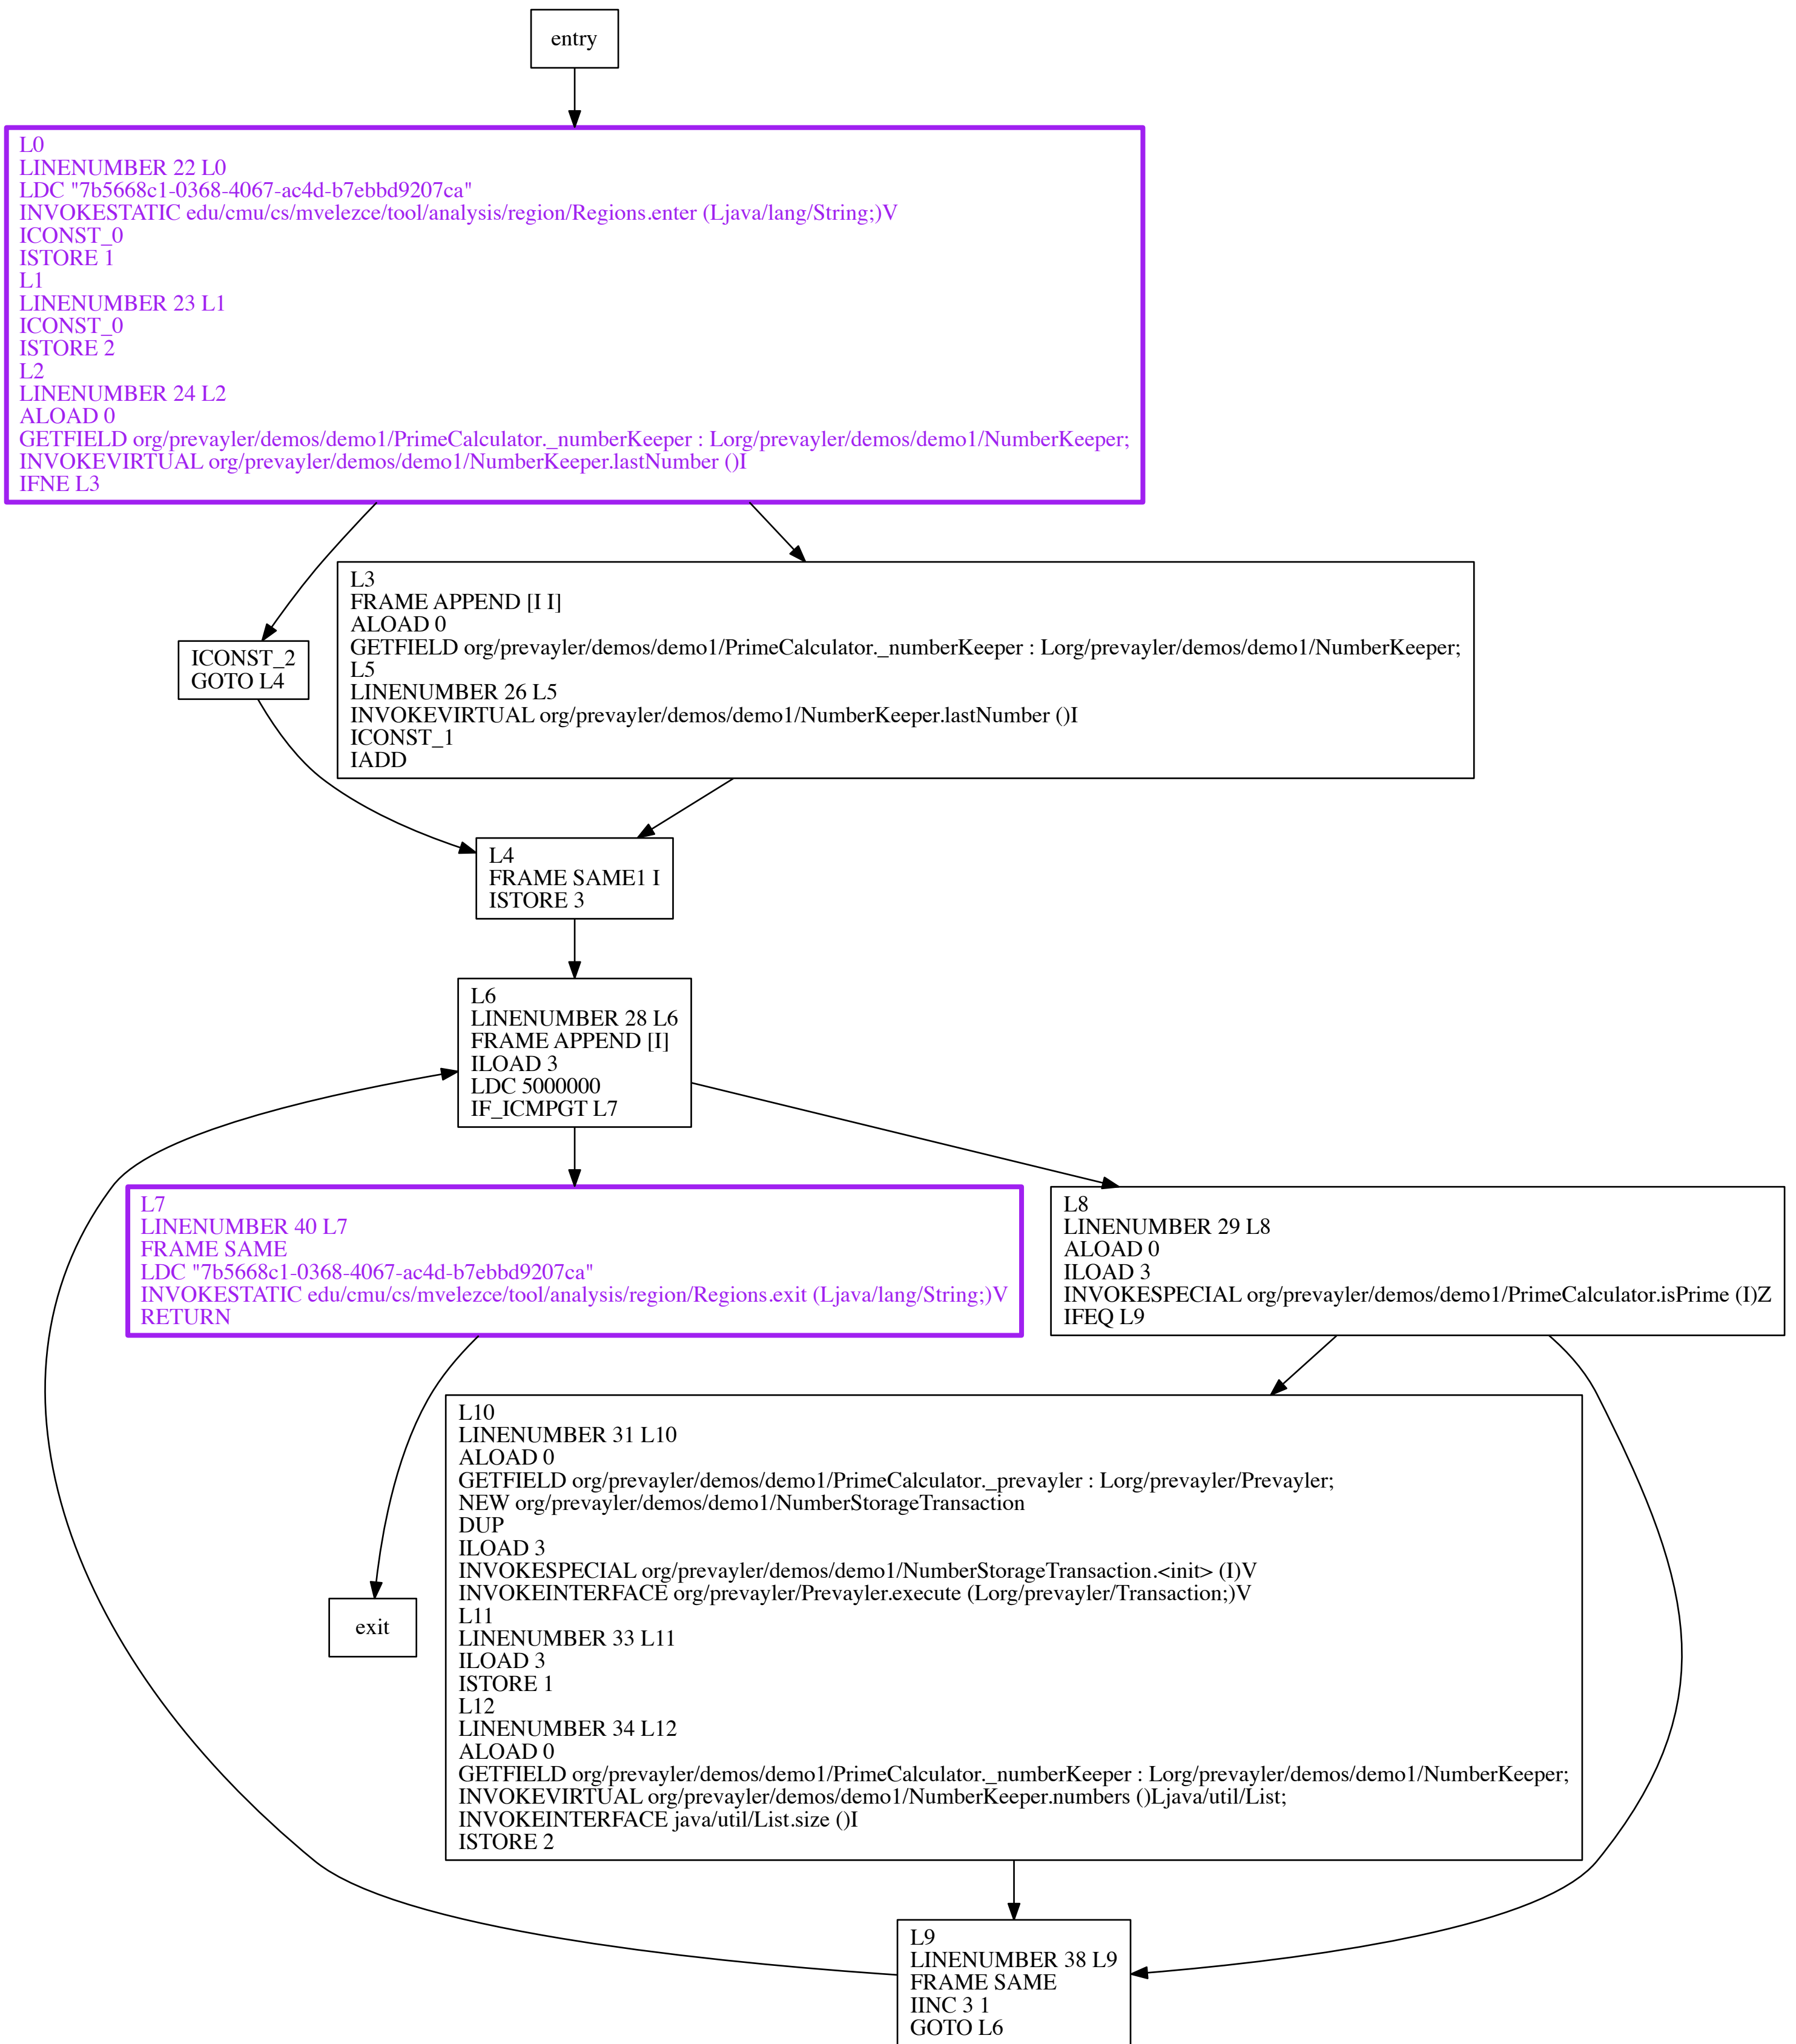 entry
L0
LINENUMBER 22 L0
LDC "7b5668c1-0368-4067-ac4d-b7ebbd9207ca"
INVOKESTATIC edu/cmu/cs/mvelezce/tool/analysis/region/Regions.enter (Ljava/lang/String;)V
ICONST_0
ISTORE 1
L1
LINENUMBER 23 L1
ICONST_0
ISTORE 2
L2
LINENUMBER 24 L2
ALOAD 0
GETFIELD org/prevayler/demos/demo1/PrimeCalculator._numberKeeper : Lorg/prevayler/demos/demo1/NumberKeeper;
INVOKEVIRTUAL org/prevayler/demos/demo1/NumberKeeper.lastNumber ()I
IFNE L3
ICONST_2
GOTO L4
L3
FRAME APPEND [I I]
ALOAD 0
GETFIELD org/prevayler/demos/demo1/PrimeCalculator._numberKeeper : Lorg/prevayler/demos/demo1/NumberKeeper;
L5
LINENUMBER 26 L5
INVOKEVIRTUAL org/prevayler/demos/demo1/NumberKeeper.lastNumber ()I
ICONST_1
IADD
L4
FRAME SAME1 I
ISTORE 3
L6
LINENUMBER 28 L6
FRAME APPEND [I]
ILOAD 3
LDC 5000000
IF_ICMPGT L7
L7
LINENUMBER 40 L7
FRAME SAME
LDC "7b5668c1-0368-4067-ac4d-b7ebbd9207ca"
INVOKESTATIC edu/cmu/cs/mvelezce/tool/analysis/region/Regions.exit (Ljava/lang/String;)V
RETURN
L8
LINENUMBER 29 L8
ALOAD 0
ILOAD 3
INVOKESPECIAL org/prevayler/demos/demo1/PrimeCalculator.isPrime (I)Z
IFEQ L9
L10
LINENUMBER 31 L10
ALOAD 0
GETFIELD org/prevayler/demos/demo1/PrimeCalculator._prevayler : Lorg/prevayler/Prevayler;
NEW org/prevayler/demos/demo1/NumberStorageTransaction
DUP
ILOAD 3
INVOKESPECIAL org/prevayler/demos/demo1/NumberStorageTransaction.<init> (I)V
INVOKEINTERFACE org/prevayler/Prevayler.execute (Lorg/prevayler/Transaction;)V
L11
LINENUMBER 33 L11
ILOAD 3
ISTORE 1
L12
LINENUMBER 34 L12
ALOAD 0
GETFIELD org/prevayler/demos/demo1/PrimeCalculator._numberKeeper : Lorg/prevayler/demos/demo1/NumberKeeper;
INVOKEVIRTUAL org/prevayler/demos/demo1/NumberKeeper.numbers ()Ljava/util/List;
INVOKEINTERFACE java/util/List.size ()I
ISTORE 2
exit
L9
LINENUMBER 38 L9
FRAME SAME
IINC 3 1
GOTO L6